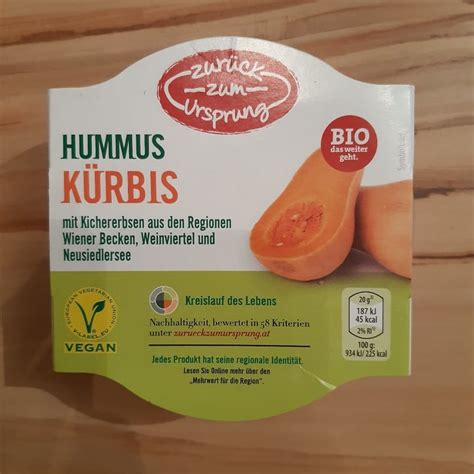 zurück
zum
Ursprung
HUMMUS
KÜRBIS
BIO
das weiter
geht.
Symbolfoto
mit Kichererbsen aus den Regionen
Wiener Becken, Weinviertel und
Neusiedlersee
EUROPEAN VEGETARIAN UNION
V-LABEL.EU
VEGAN
Kreislauf des Lebens
Nachhaltigkeit, bewertet in 58 Kriterien
unter zurueckzumursprung.at
Jedes Produkt hat seine regionale Identität.
Lesen Sie Online mehr über den
„Mehrwert für die Region“.
20 g
187 kJ
45 kcal
2% RI
100 g:
934 kJ/225 kcal